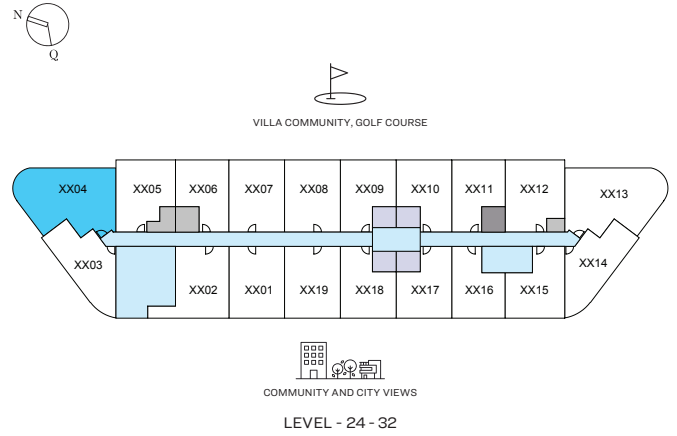 N
Q
VILLA COMMUNITY, GOLF COURSE
XX04 XX05 XX06 XX07 XX08 XX09 XX10 XX11 XX12 XX13
XX03 XX02 XX01 XX19 XX18 XX17 XX16 XX15 XX14
COMMUNITY AND CITY VIEWS
LEVEL - 24 - 32